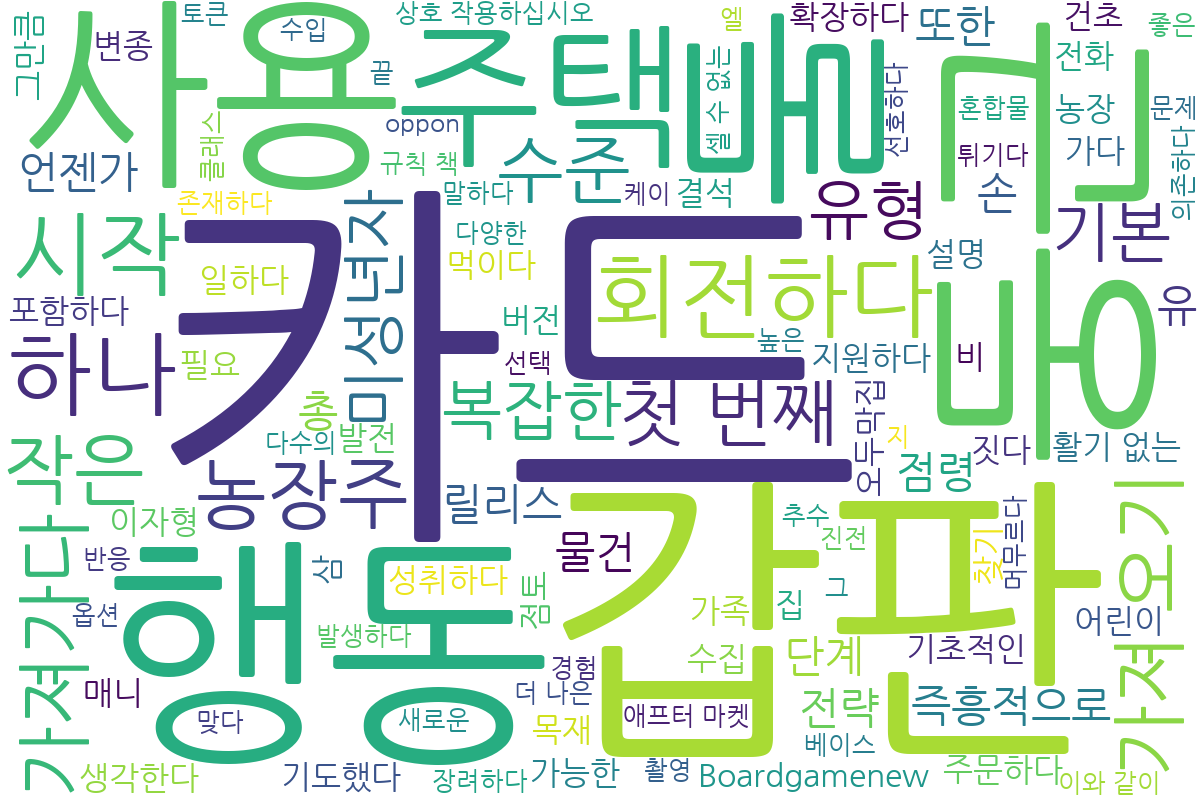 그만큼
변종
토큰
수입
상호 작용하십시오
엘
확장하다
또한
건초
좋은
사용
주택
배
긴
끝
oppon
클래스
셀 수 없는
선호하다
혼합물
전화
농장
문제
언젠가
규칙 책
수준
튀기다
가다
의존하다
존재하다
미성년자
말하다
케이
결석
유형
손
기본
시작
카드
다양한
회전하다
설명
일하다
먹이다
포함하다
버전
높은
지원하다
비
유
방
하나
필요
선택
총
복잡한
첫 번째
오두막집
작은
다수의
발전
지
짓다
활기 없는
농장주
릴리스
점령
가져가다
이자형
갑
판
추수
진전
찾기
머무르다
가져오기
반응
행동
삼
성취하다
물건
검토
그
옵션
발생하다
가족
집
어린이
매니
경험
수집
단계
기초적인
맞다
새로운
더 나은
목재
애프터 마켓
전략
즉흥적으로
베이스
생각한다
기도했다
장려하다
가능한
촬영
Boardgamenew
주문하다
이와 같이